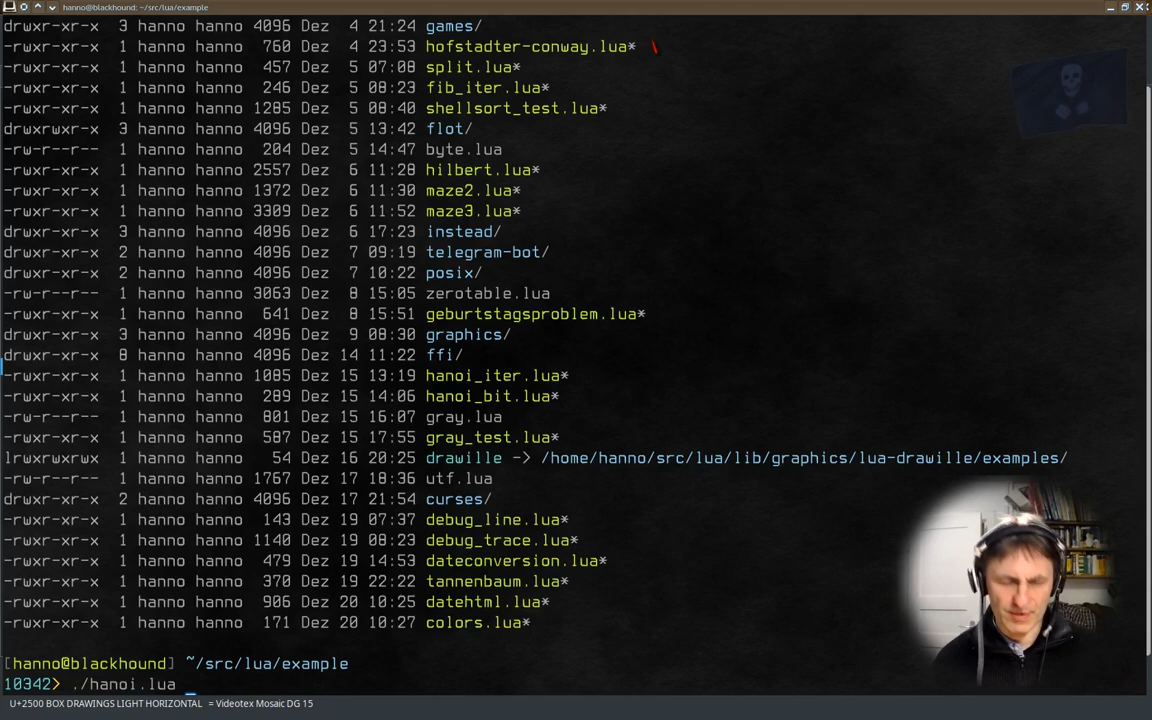 hanno@blackhound: ~/src/lua/example
drwxr-xr-x 3 hanno hanno 4096 Dez 4 21:24 games/
-rwxr-xr-x 1 hanno hanno 760 Dez 4 23:53 hofstadter-conway.lua*
-rwxr-xr-x 1 hanno hanno 457 Dez 5 07:08 split.lua*
-rwxr-xr-x 1 hanno hanno 246 Dez 5 08:23 fib_iter.lua*
-rwxr-xr-x 1 hanno hanno 1285 Dez 5 08:40 shellsort_test.lua*
drwxrwxr-x 3 hanno hanno 4096 Dez 5 13:42 flot/
-rw-r--r-- 1 hanno hanno 204 Dez 5 14:47 byte.lua
-rwxr-xr-x 1 hanno hanno 2557 Dez 6 11:28 hilbert.lua*
-rwxr-xr-x 1 hanno hanno 1372 Dez 6 11:30 maze2.lua*
-rwxr-xr-x 1 hanno hanno 3309 Dez 6 11:52 maze3.lua*
drwxr-xr-x 3 hanno hanno 4096 Dez 6 17:23 instead/
drwxr-xr-x 2 hanno hanno 4096 Dez 7 09:19 telegram-bot/
drwxr-xr-x 2 hanno hanno 4096 Dez 7 10:22 posix/
-rw-r--r-- 1 hanno hanno 3063 Dez 8 15:05 zerotable.lua
-rwxr-xr-x 1 hanno hanno 641 Dez 8 15:51 geburtstagsproblem.lua*
drwxr-xr-x 3 hanno hanno 4096 Dez 9 08:30 graphics/
drwxr-xr-x 8 hanno hanno 4096 Dez 14 11:22 ffi/
-rwxr-xr-x 1 hanno hanno 1085 Dez 15 13:19 hanoi_iter.lua*
-rwxr-xr-x 1 hanno hanno 289 Dez 15 14:06 hanoi_bit.lua*
-rw-r--r-- 1 hanno hanno 801 Dez 15 16:07 gray.lua
-rwxr-xr-x 1 hanno hanno 587 Dez 15 17:55 gray_test.lua*
lrwxrwxrwx 1 hanno hanno 54 Dez 16 20:25 drawille -> /home/hanno/src/lua/lib/graphics/lua-drawille/examples/
-rw-r--r-- 1 hanno hanno 1767 Dez 17 18:36 utf.lua
drwxr-xr-x 2 hanno hanno 4096 Dez 17 21:54 curses/
-rwxr-xr-x 1 hanno hanno 143 Dez 19 07:37 debug_line.lua*
-rwxr-xr-x 1 hanno hanno 1140 Dez 19 08:23 debug_trace.lua*
-rwxr-xr-x 1 hanno hanno 479 Dez 19 14:53 dateconversion.lua*
-rwxr-xr-x 1 hanno hanno 370 Dez 19 22:22 tannenbaum.lua*
-rwxr-xr-x 1 hanno hanno 906 Dez 20 10:25 datehtml.lua*
-rwxr-xr-x 1 hanno hanno 171 Dez 20 10:27 colors.lua*
[hanno@blackhound] ~/src/lua/example
10342> ./hanoi.lua
U+2500 BOX DRAWINGS LIGHT HORIZONTAL = Videotex Mosaic DG 15